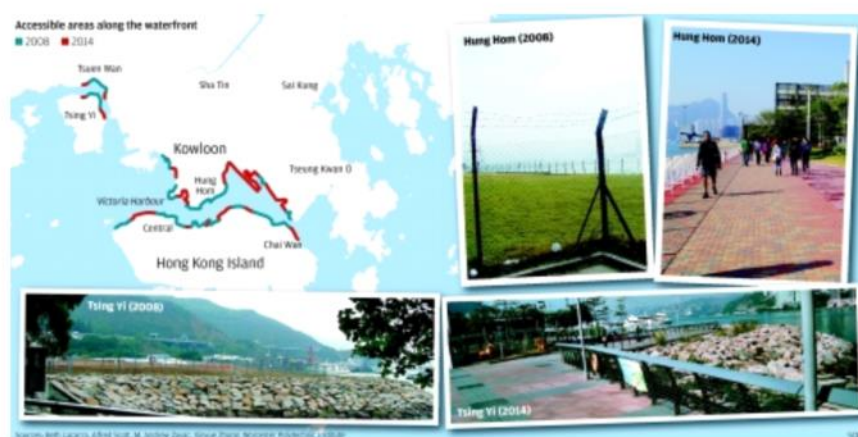 Accessible areas along the waterfront
2008 2014
Tsuen Wan
Sha Tin
Sai Kung
Tsing Yi
Kowloon
Hung
Hom
Tseung Kwan O
Victoria Harbour
Central
Chai Wan
Hong Kong Island
Hung Hom (2008)
Hung Hom (2014)
Tsing Yi (2008)
Tsing Yi (2014)